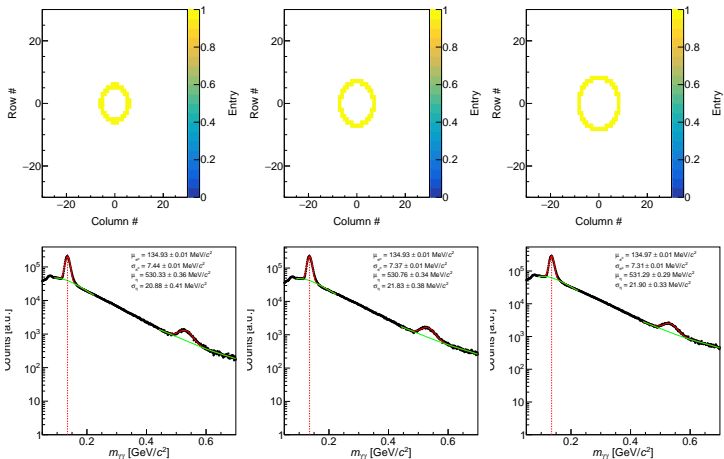 20
0
−20
−20
0
20
Row #
Column #
0
0.2
0.4
0.6
0.8
1
Entry
20
0
−20
−20
0
20
Row #
Column #
0
0.2
0.4
0.6
0.8
1
Entry
20
0
−20
−20
0
20
Row #
Column #
0
0.2
0.4
0.6
0.8
1
Entry
μπ⁰ = 134.93 ± 0.01 MeV/c²
σπ⁰ = 7.44 ± 0.01 MeV/c²
μη = 530.33 ± 0.36 MeV/c²
ση = 20.88 ± 0.41 MeV/c²
10⁵
10⁴
10³
10²
10
1
Counts [a.u.]
0.2
0.4
0.6
mγγ [GeV/c²]
μπ⁰ = 134.93 ± 0.01 MeV/c²
σπ⁰ = 7.37 ± 0.01 MeV/c²
μη = 530.76 ± 0.34 MeV/c²
ση = 21.83 ± 0.38 MeV/c²
10⁵
10⁴
10³
10²
10
1
Counts [a.u.]
0.2
0.4
0.6
mγγ [GeV/c²]
μπ⁰ = 134.97 ± 0.01 MeV/c²
σπ⁰ = 7.31 ± 0.01 MeV/c²
μη = 531.29 ± 0.29 MeV/c²
ση = 21.90 ± 0.33 MeV/c²
10⁵
10⁴
10³
10²
10
1
Counts [a.u.]
0.2
0.4
0.6
mγγ [GeV/c²]